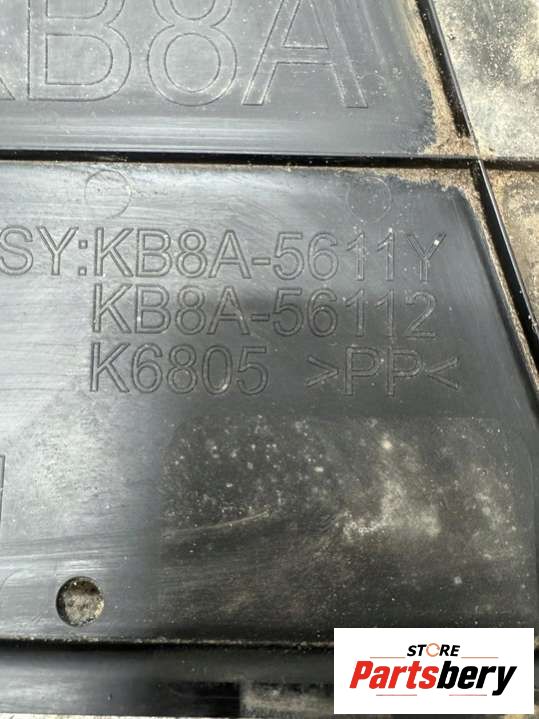 KB8A
SY:KB8A-5611Y
KB8A-56112
K6805 >PP<
STORE
Partsbery